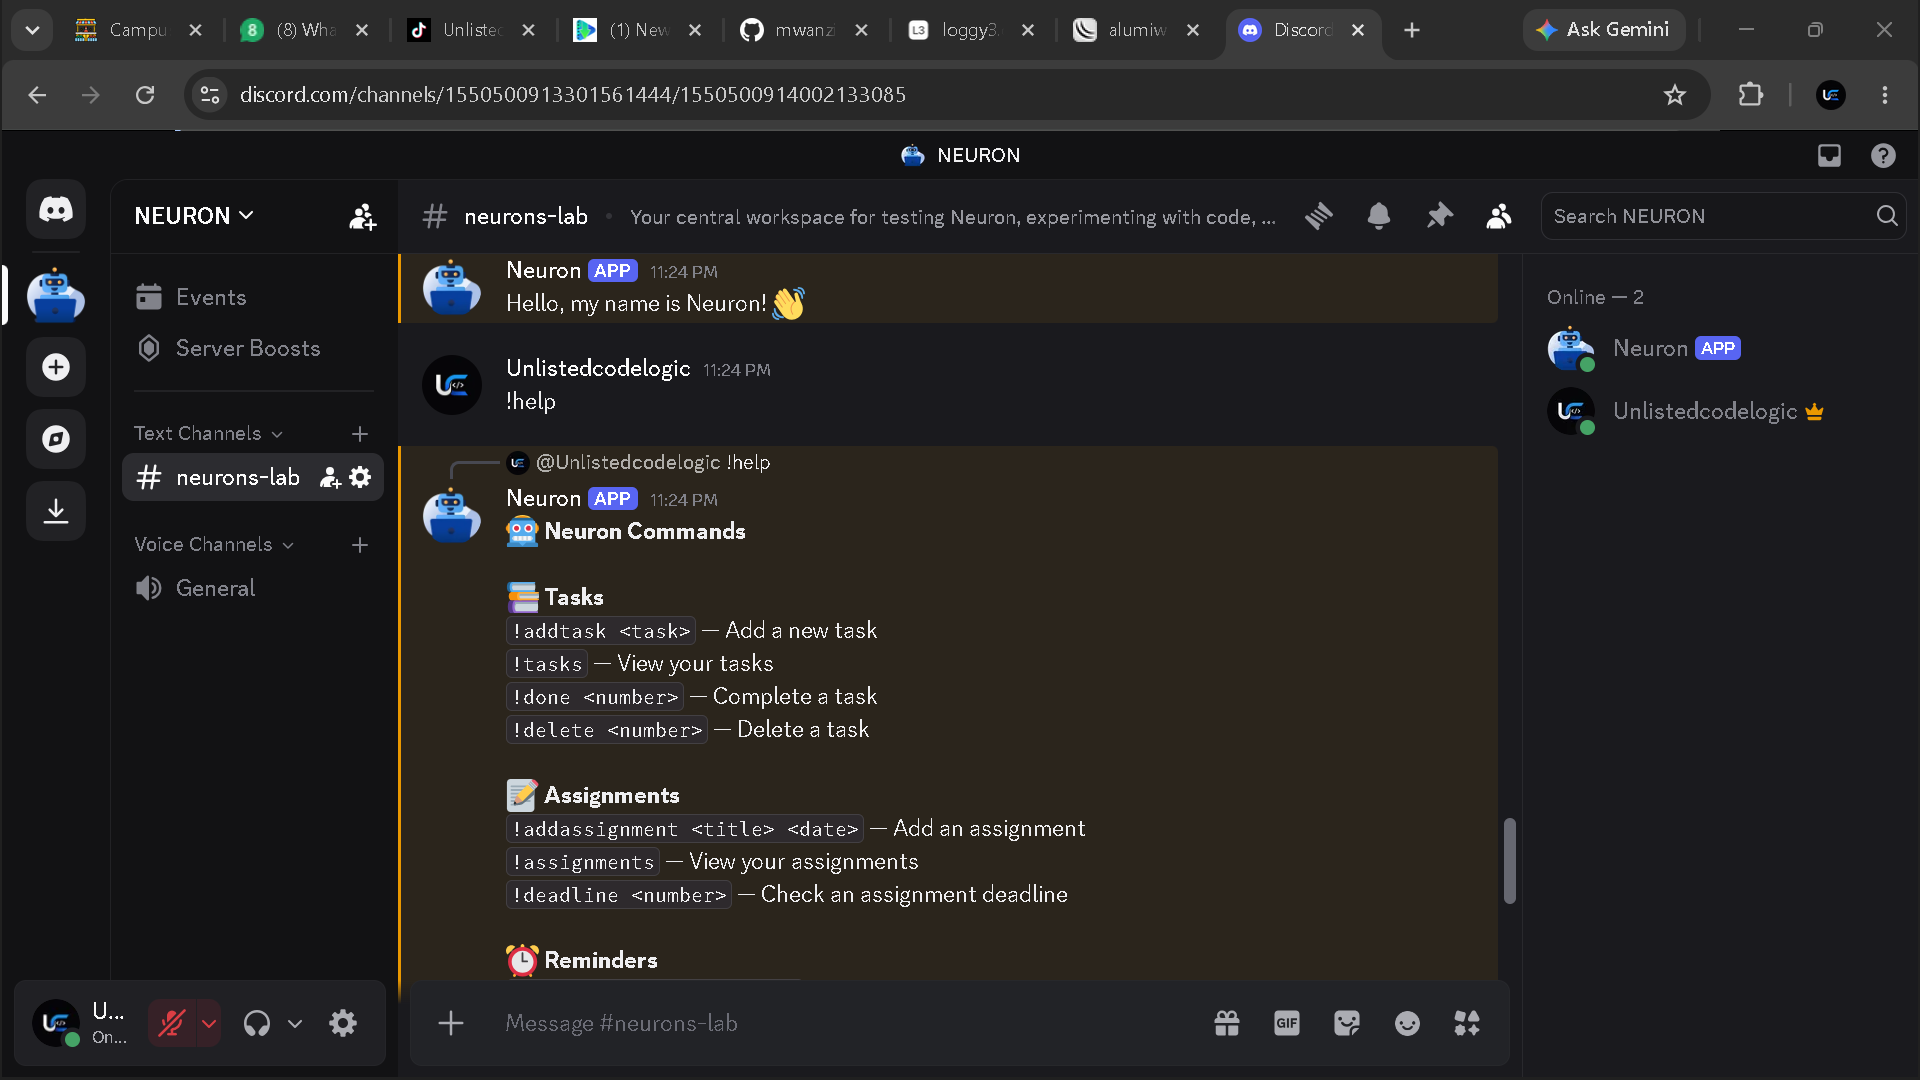 Campu
(8) Wha
Unlisted
(1) New
mwanzi
loggy3.
alumiw
Discord
Ask Gemini
discord.com/channels/1550500913301561444/1550500914002133085
NEURON
NEURON
neurons-lab
Your central workspace for testing Neuron, experimenting with code, ...
Search NEURON
Events
Server Boosts
Text Channels
neurons-lab
Voice Channels
General
Neuron APP 11:24 PM
Hello, my name is Neuron! 👋
Unlistedcodelogic 11:24 PM
!help
@Unlistedcodelogic !help
Neuron APP 11:24 PM
🤖 Neuron Commands
📚 Tasks
!addtask <task> — Add a new task
!tasks — View your tasks
!done <number> — Complete a task
!delete <number> — Delete a task
📝 Assignments
!addassignment <title> <date> — Add an assignment
!assignments — View your assignments
!deadline <number> — Check an assignment deadline
⏰ Reminders
Online — 2
Neuron APP
Unlistedcodelogic
U...
On...
Message #neurons-lab
GIF